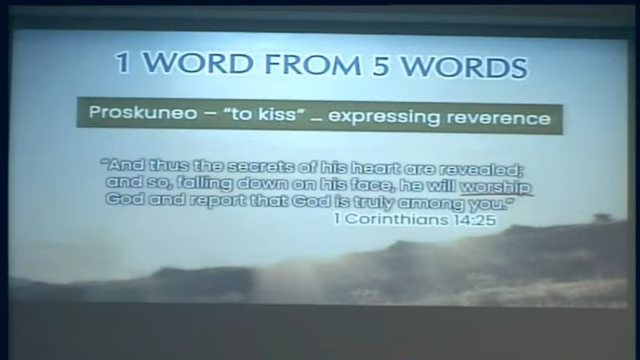 1 WORD FROM 5 WORDS
Proskuneo – “to kiss” … expressing reverence
“And thus the secrets of his heart are revealed;
and so, falling down on his face, he will worship
God and report that God is truly among you.”
1 Corinthians 14:25